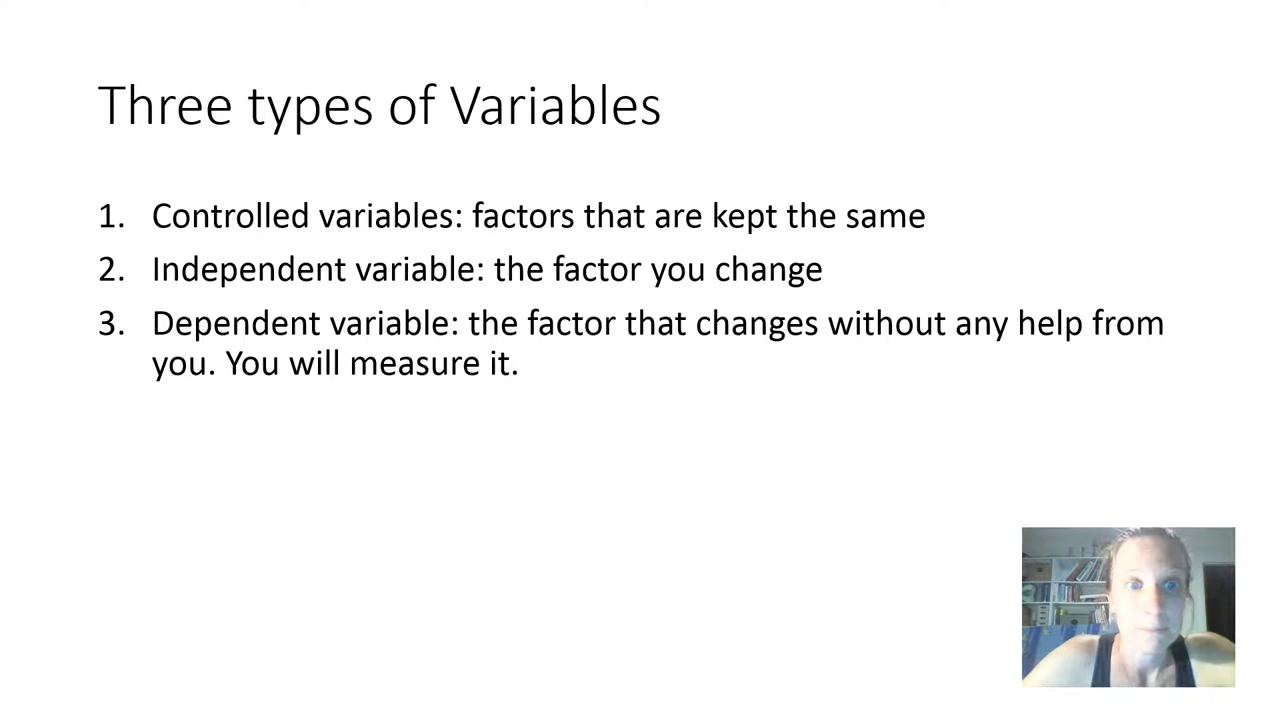 Three types of Variables
1. Controlled variables: factors that are kept the same
2. Independent variable: the factor you change
3. Dependent variable: the factor that changes without any help from
you. You will measure it.